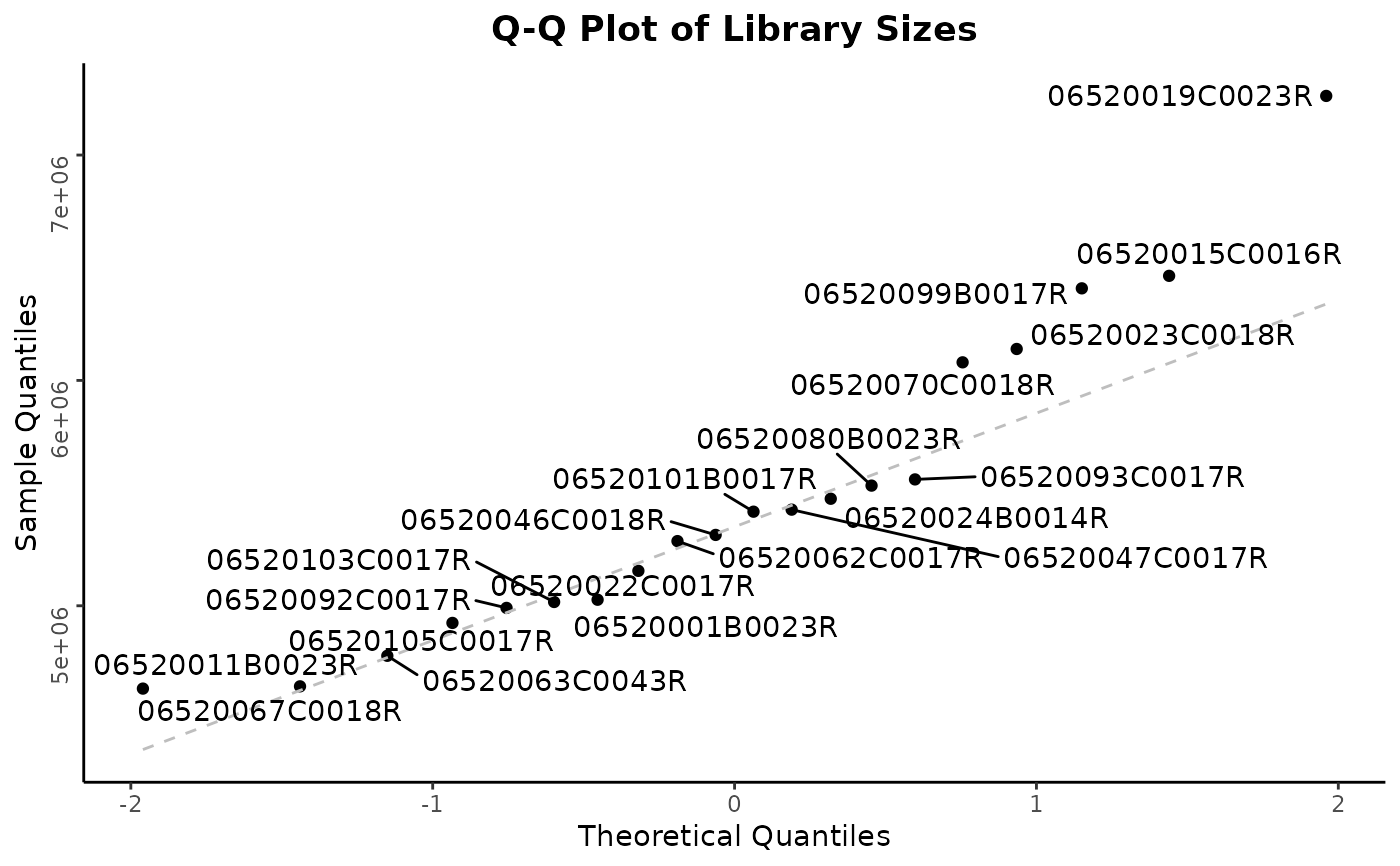 Q-Q Plot of Library Sizes
06520019C0023R
7e+06
06520015C0016R
06520099B0017R
06520023C0018R
06520070C0018R
6e+06
06520080B0023R
06520101B0017R
06520093C0017R
06520046C0018R
06520024B0014R
06520103C0017R
06520062C0017R
06520047C0017R
06520022C0017R
06520092C0017R
06520001B0023R
5e+06
06520105C0017R
06520011B0023R
06520063C0043R
06520067C0018R
Sample Quantiles
-2
-1
0
1
2
Theoretical Quantiles